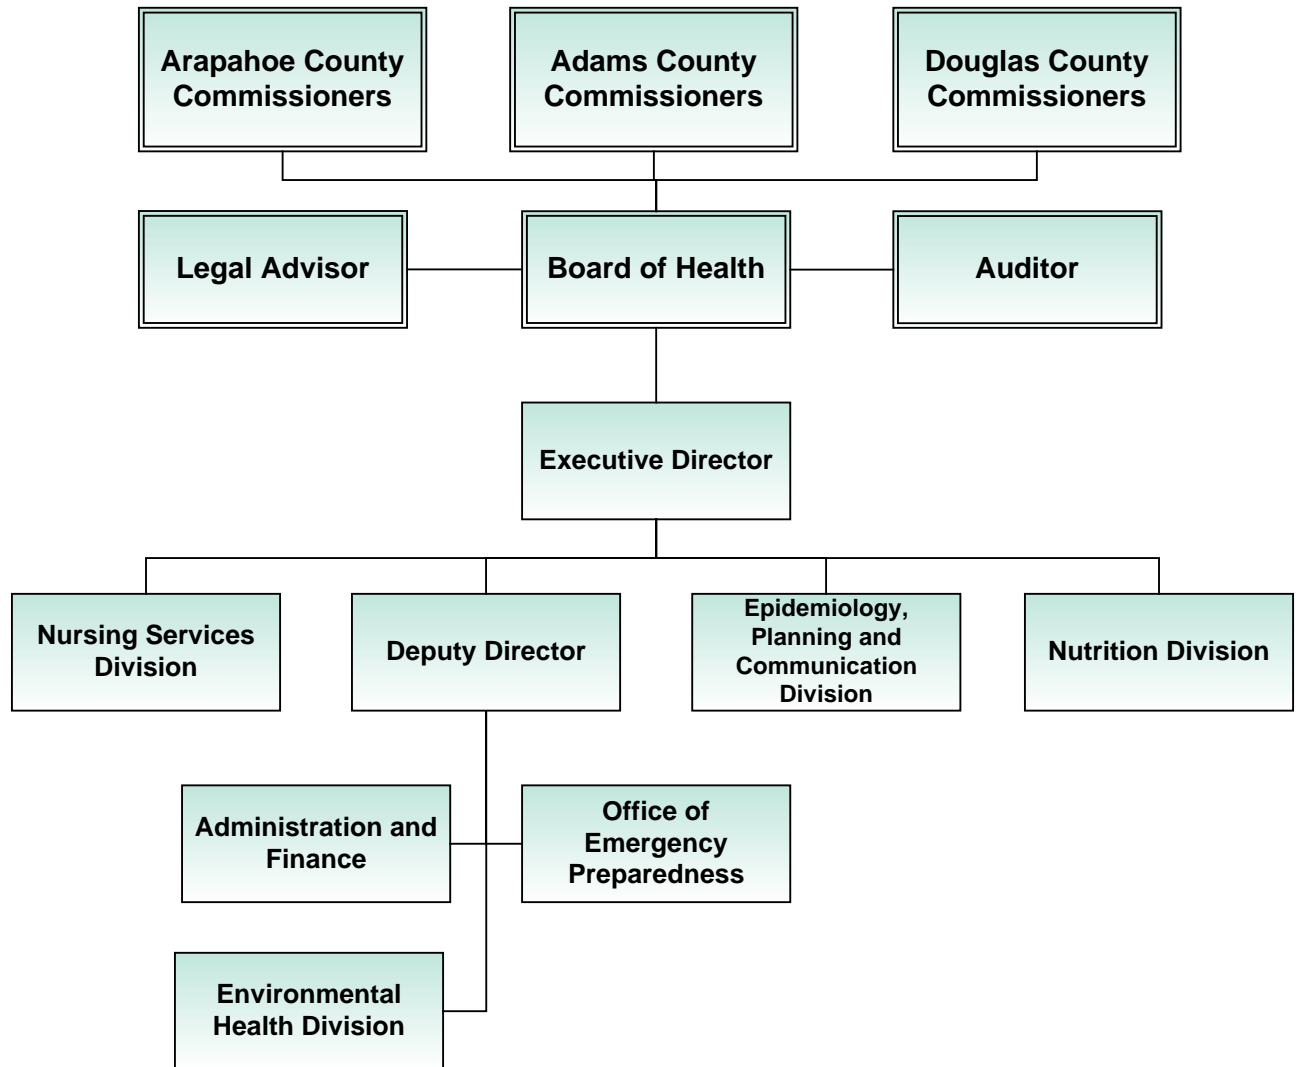 Arapahoe County
Commissioners
Adams County
Commissioners
Douglas County
Commissioners
Legal Advisor
Board of Health
Auditor
Executive Director
Nursing Services
Division
Deputy Director
Epidemiology,
Planning and
Communication
Division
Nutrition Division
Administration and
Finance
Office of
Emergency
Preparedness
Environmental
Health Division